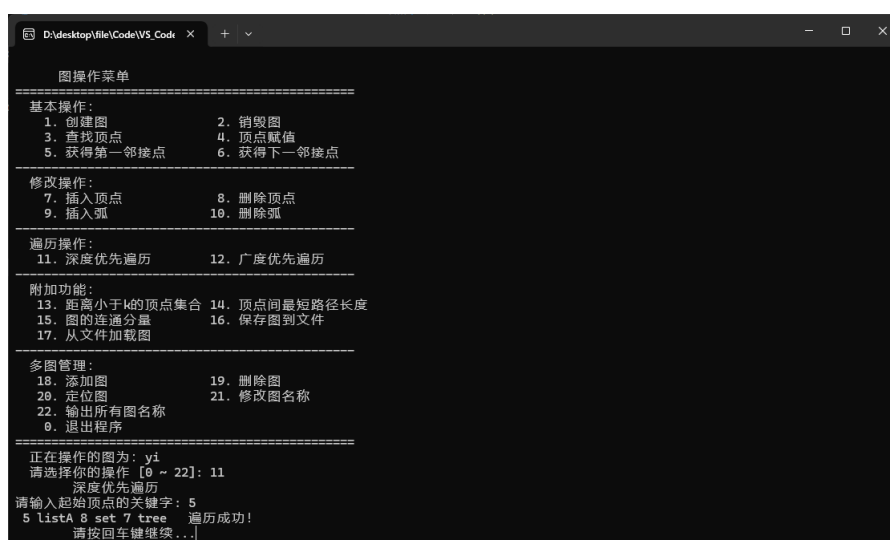 D:\desktop\file\Code\VS_Code
图操作菜单
================================================
基本操作:
1. 创建图 2. 销毁图
3. 查找顶点 4. 顶点赋值
5. 获得第一邻接点 6. 获得下一邻接点
------------------------------------------------
修改操作:
7. 插入顶点 8. 删除顶点
9. 插入弧 10. 删除弧
------------------------------------------------
遍历操作:
11. 深度优先遍历 12. 广度优先遍历
------------------------------------------------
附加功能:
13. 距离小于k的顶点集合 14. 顶点间最短路径长度
15. 图的连通分量 16. 保存图到文件
17. 从文件加载图
------------------------------------------------
多图管理:
18. 添加图 19. 删除图
20. 定位图 21. 修改图名称
22. 输出所有图名称
0. 退出程序
================================================
正在操作的图为: yi
请选择你的操作 [0 ~ 22]: 11
深度优先遍历
请输入起始顶点的关键字: 5
5 listA 8 set 7 tree 遍历成功!
请按回车键继续...